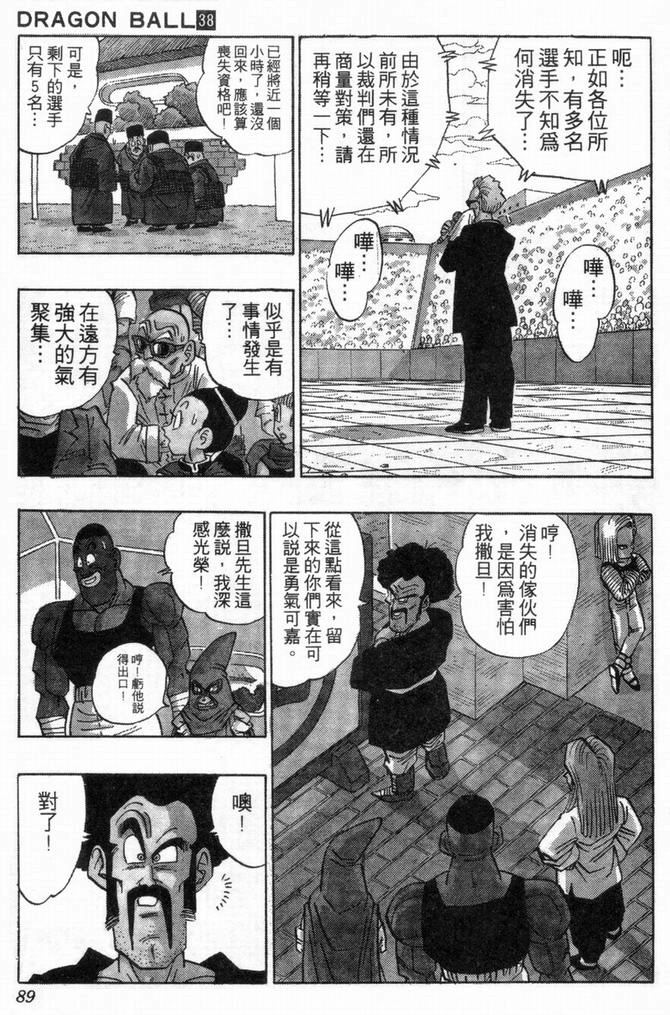 DRAGON BALL 38
呃…
正如各位所
知，有多名
選手不知為
何消失了…
由於這種情況
前所未有，所
以裁判們還在
商量對策，請
再稍等一下…
嘩…
嘩…
嘩…
嘩…
已經將近一個
小時了，還沒
回來，應該算
喪失資格吧！
可是，
剩下的選手
只有5名…
似乎是有
事情發生
了…
在遠方有
強大的氣
聚集…
哼！
消失的傢伙們
，是因為害怕
我撒旦！
從這點看來，留
下來的你們實在可
以說是勇氣可嘉。
撒旦先生這
麼說，我深
感光榮！
哼！虧他說
得出口！
噢！
對了！
89